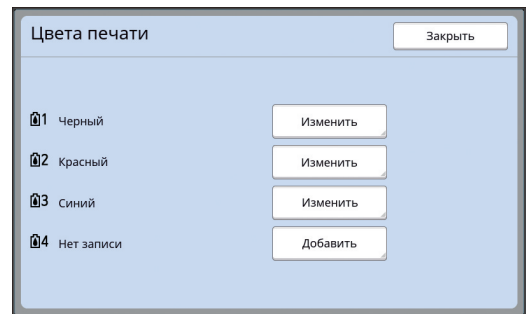 Цвета печати
Закрыть
1 Черный
Изменить
2 Красный
Изменить
3 Синий
Изменить
4 Нет записи
Добавить